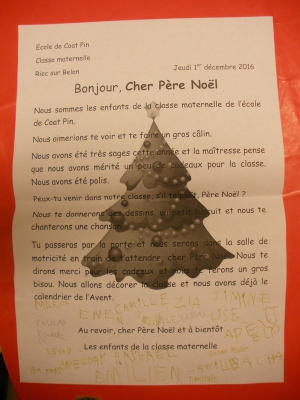 Ecole de Coat Pin
Classe maternelle
Riec sur Belon
Jeudi 1er décembre 2016
Bonjour, Cher Père Noël
Nous sommes les enfants de la classe maternelle de l'école
de Coat Pin.
Nous aimerions te voir et te faire un gros câlin.
Nous avons été très sages cette année et la maîtresse pense
que nous avons mérité un peu de cadeaux pour la classe.
Nous avons été polis.
Peux-tu venir dans notre classe, s'il te plaît, Père Noël ?
Nous te donnerons des dessins, un petit biscuit et nous te
chanterons une chanson
Tu passeras par la porte et nous serons dans la salle de
motricité en train de t'attendre, cher Père Noël. Nous te
dirons merci pour les cadeaux et nous te ferons un gros
bisou. Nous allons décorer la classe et nous avons déjà le
calendrier de l'Avent.
CAMILLE ZIA SIMONE
LISE
Au revoir, cher Père Noël et à bientôt
Les enfants de la classe maternelle
EMILIEN